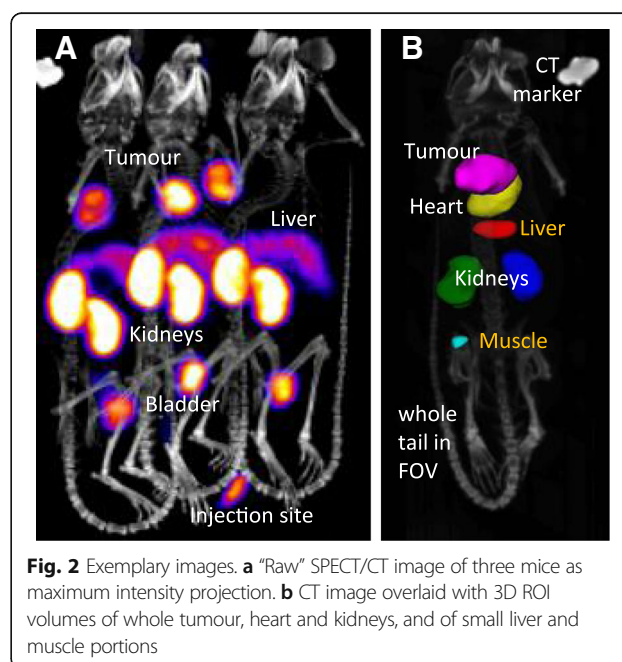 A
Tumour
Liver
Kidneys
Bladder
Injection site
B
CT
marker
Tumour
Heart
Liver
Kidneys
Muscle
whole
tail in
FOV
Fig. 2 Exemplary images. a “Raw” SPECT/CT image of three mice as
maximum intensity projection. b CT image overlaid with 3D ROI
volumes of whole tumour, heart and kidneys, and of small liver and
muscle portions